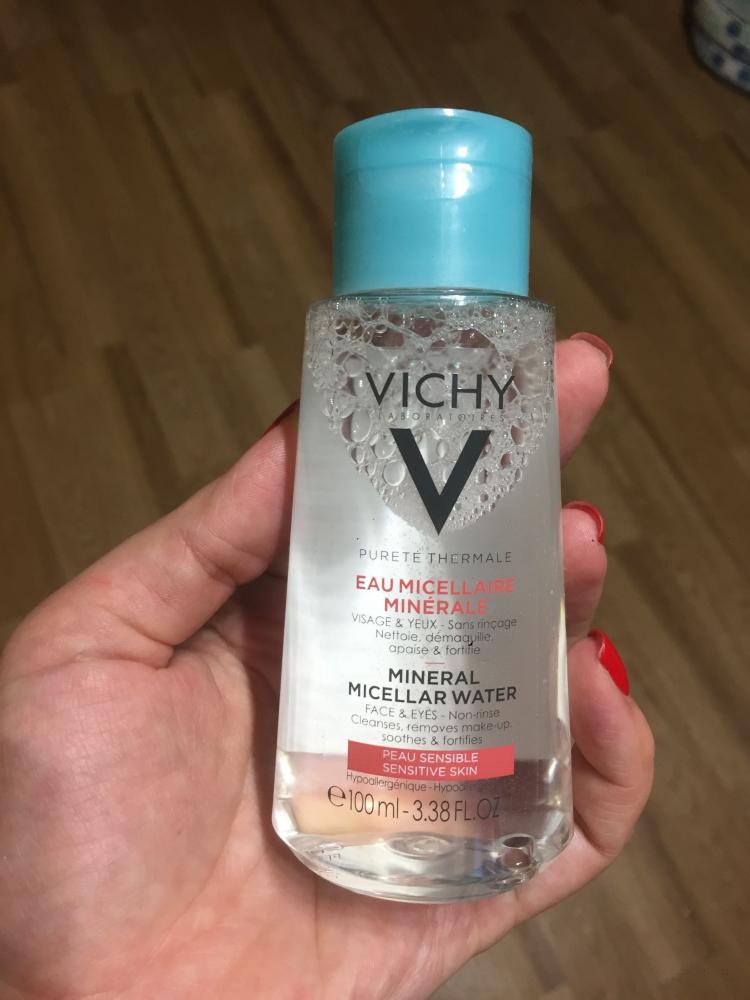 VICHY
LABORATOIRES
V
PURETÉ THERMALE
EAU MICELLAIRE
MINÉRALE
VISAGE & YEUX - Sans rinçage
Nettoie, démaquille,
apaise & fortifie
MINERAL
MICELLAR WATER
FACE & EYES - Non-rinse
Cleanses, removes make-up,
soothes & fortifies
PEAU SENSIBLE
SENSITIVE SKIN
Hypoallergénique -
℮100 ml - 3.38 FL.OZ